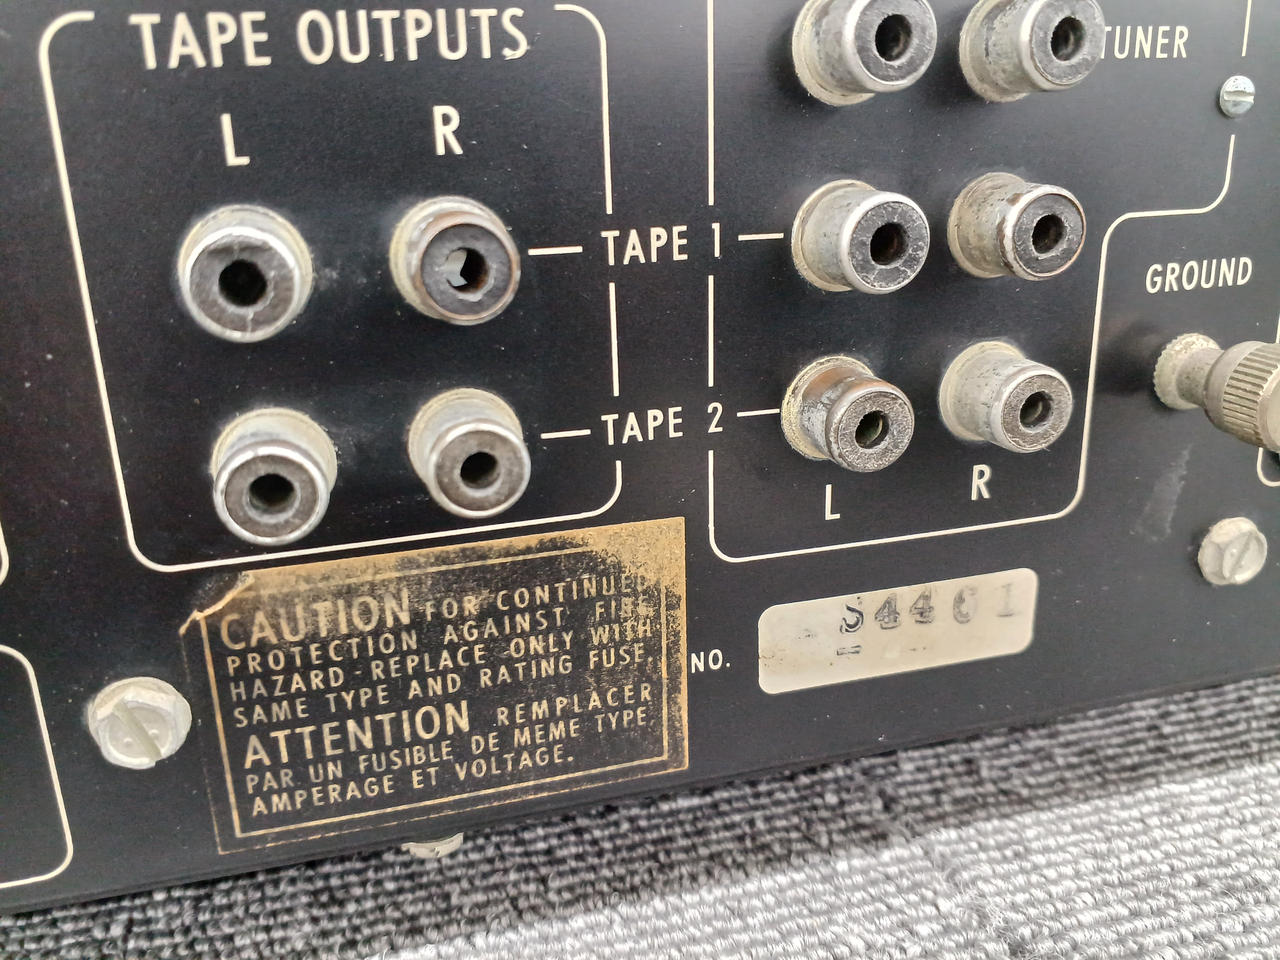 TAPE OUTPUTS
TUNER
L R
TAPE 1
GROUND
TAPE 2
L R
CAUTION FOR CONTINUED
PROTECTION AGAINST FIRE
HAZARD-REPLACE ONLY WITH
SAME TYPE AND RATING FUSE.
ATTENTION REMPLACER
PAR UN FUSIBLE DE MEME TYPE,
AMPERAGE ET VOLTAGE.
NO.